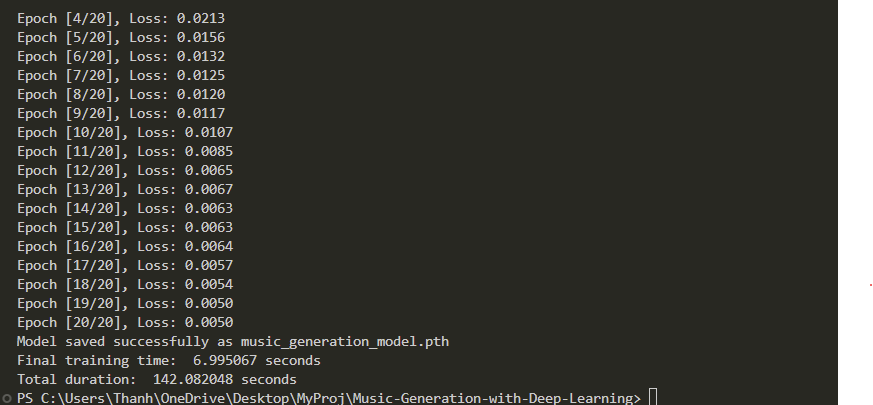 Epoch [4/20], Loss: 0.0213
Epoch [5/20], Loss: 0.0156
Epoch [6/20], Loss: 0.0132
Epoch [7/20], Loss: 0.0125
Epoch [8/20], Loss: 0.0120
Epoch [9/20], Loss: 0.0117
Epoch [10/20], Loss: 0.0107
Epoch [11/20], Loss: 0.0085
Epoch [12/20], Loss: 0.0065
Epoch [13/20], Loss: 0.0067
Epoch [14/20], Loss: 0.0063
Epoch [15/20], Loss: 0.0063
Epoch [16/20], Loss: 0.0064
Epoch [17/20], Loss: 0.0057
Epoch [18/20], Loss: 0.0054
Epoch [19/20], Loss: 0.0050
Epoch [20/20], Loss: 0.0050
Model saved successfully as music_generation_model.pth
Final training time:  6.995067 seconds
Total duration:  142.082048 seconds
PS C:\Users\Thanh\OneDrive\Desktop\MyProj\Music-Generation-with-Deep-Learning>